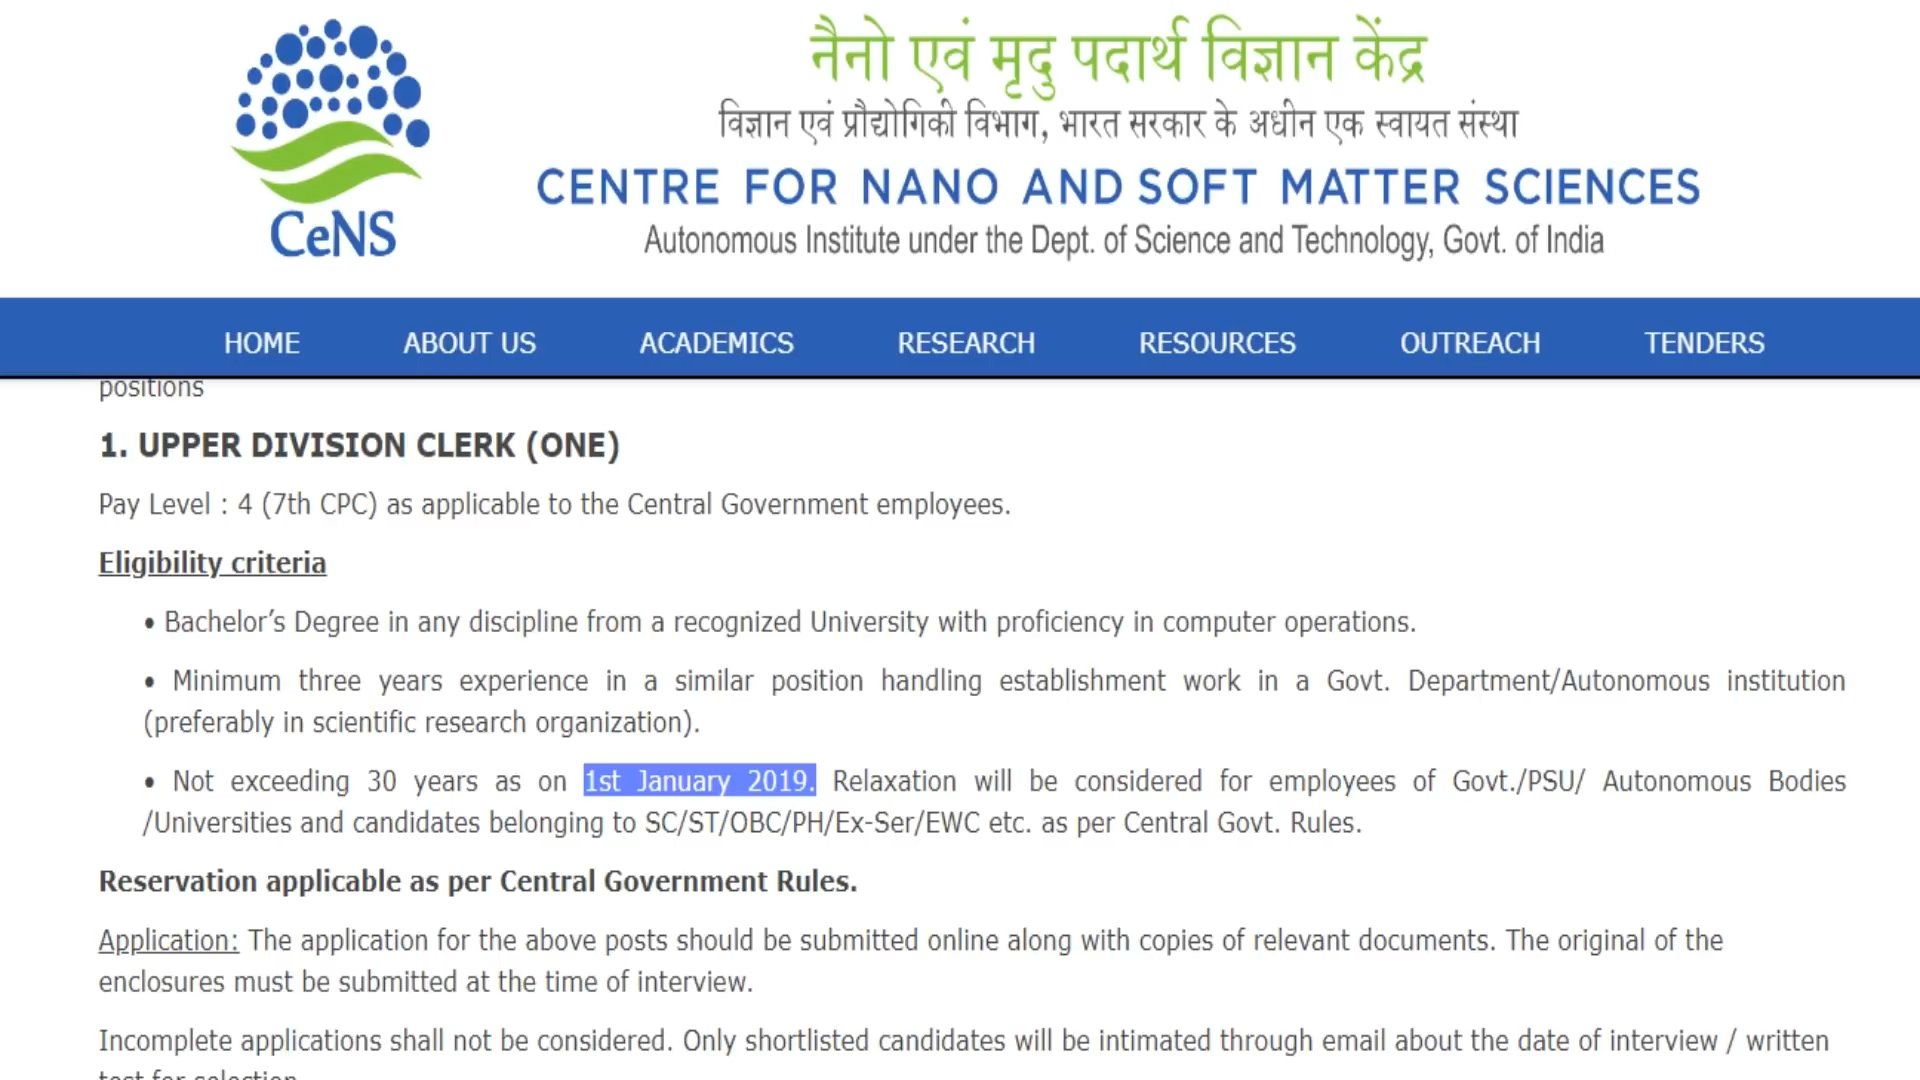 नैनो एवं मृदु पदार्थ विज्ञान केंद्र
विज्ञान एवं प्रौद्योगिकी विभाग, भारत सरकार के अधीन एक स्वायत संस्था
CENTRE FOR NANO AND SOFT MATTER SCIENCES
Autonomous Institute under the Dept. of Science and Technology, Govt. of India
CeNS
HOME ABOUT US ACADEMICS RESEARCH RESOURCES OUTREACH TENDERS
positions
1. UPPER DIVISION CLERK (ONE)
Pay Level : 4 (7th CPC) as applicable to the Central Government employees.
Eligibility criteria
• Bachelor’s Degree in any discipline from a recognized University with proficiency in computer operations.
• Minimum three years experience in a similar position handling establishment work in a Govt. Department/Autonomous institution
(preferably in scientific research organization).
• Not exceeding 30 years as on 1st January 2019. Relaxation will be considered for employees of Govt./PSU/ Autonomous Bodies
/Universities and candidates belonging to SC/ST/OBC/PH/Ex-Ser/EWC etc. as per Central Govt. Rules.
Reservation applicable as per Central Government Rules.
Application: The application for the above posts should be submitted online along with copies of relevant documents. The original of the
enclosures must be submitted at the time of interview.
Incomplete applications shall not be considered. Only shortlisted candidates will be intimated through email about the date of interview / written
test for selection